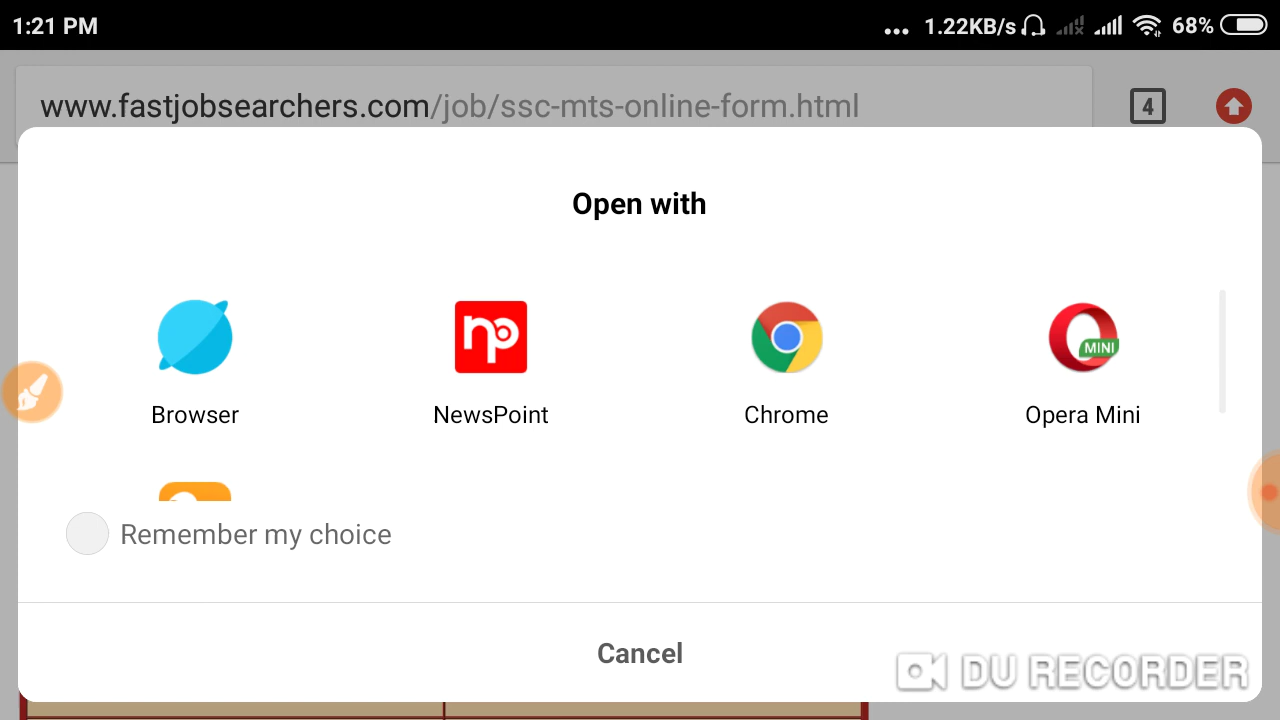 1:21 PM
... 1.22KB/s 68%
www.fastjobsearchers.com/job/ssc-mts-online-form.html
4
Open with
np
MINI
Browser
NewsPoint
Chrome
Opera Mini
Remember my choice
Cancel
DU RECORDER